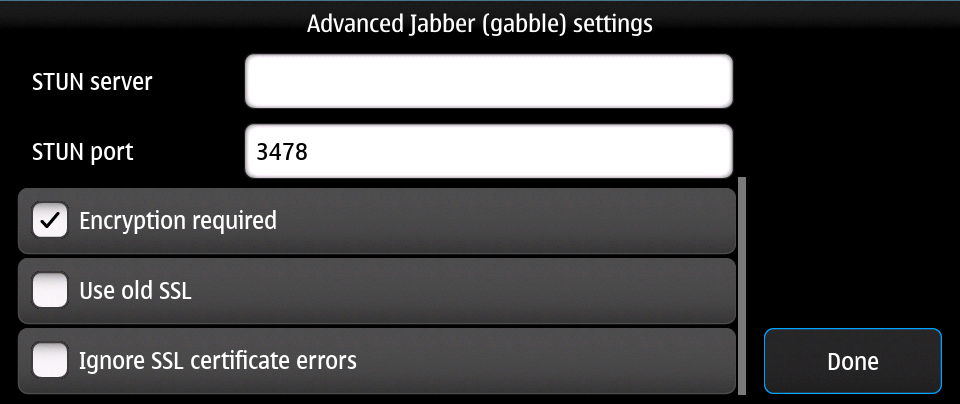 Advanced Jabber (gabble) settings
STUN server
STUN port
3478
Encryption required
Use old SSL
Ignore SSL certificate errors
Done